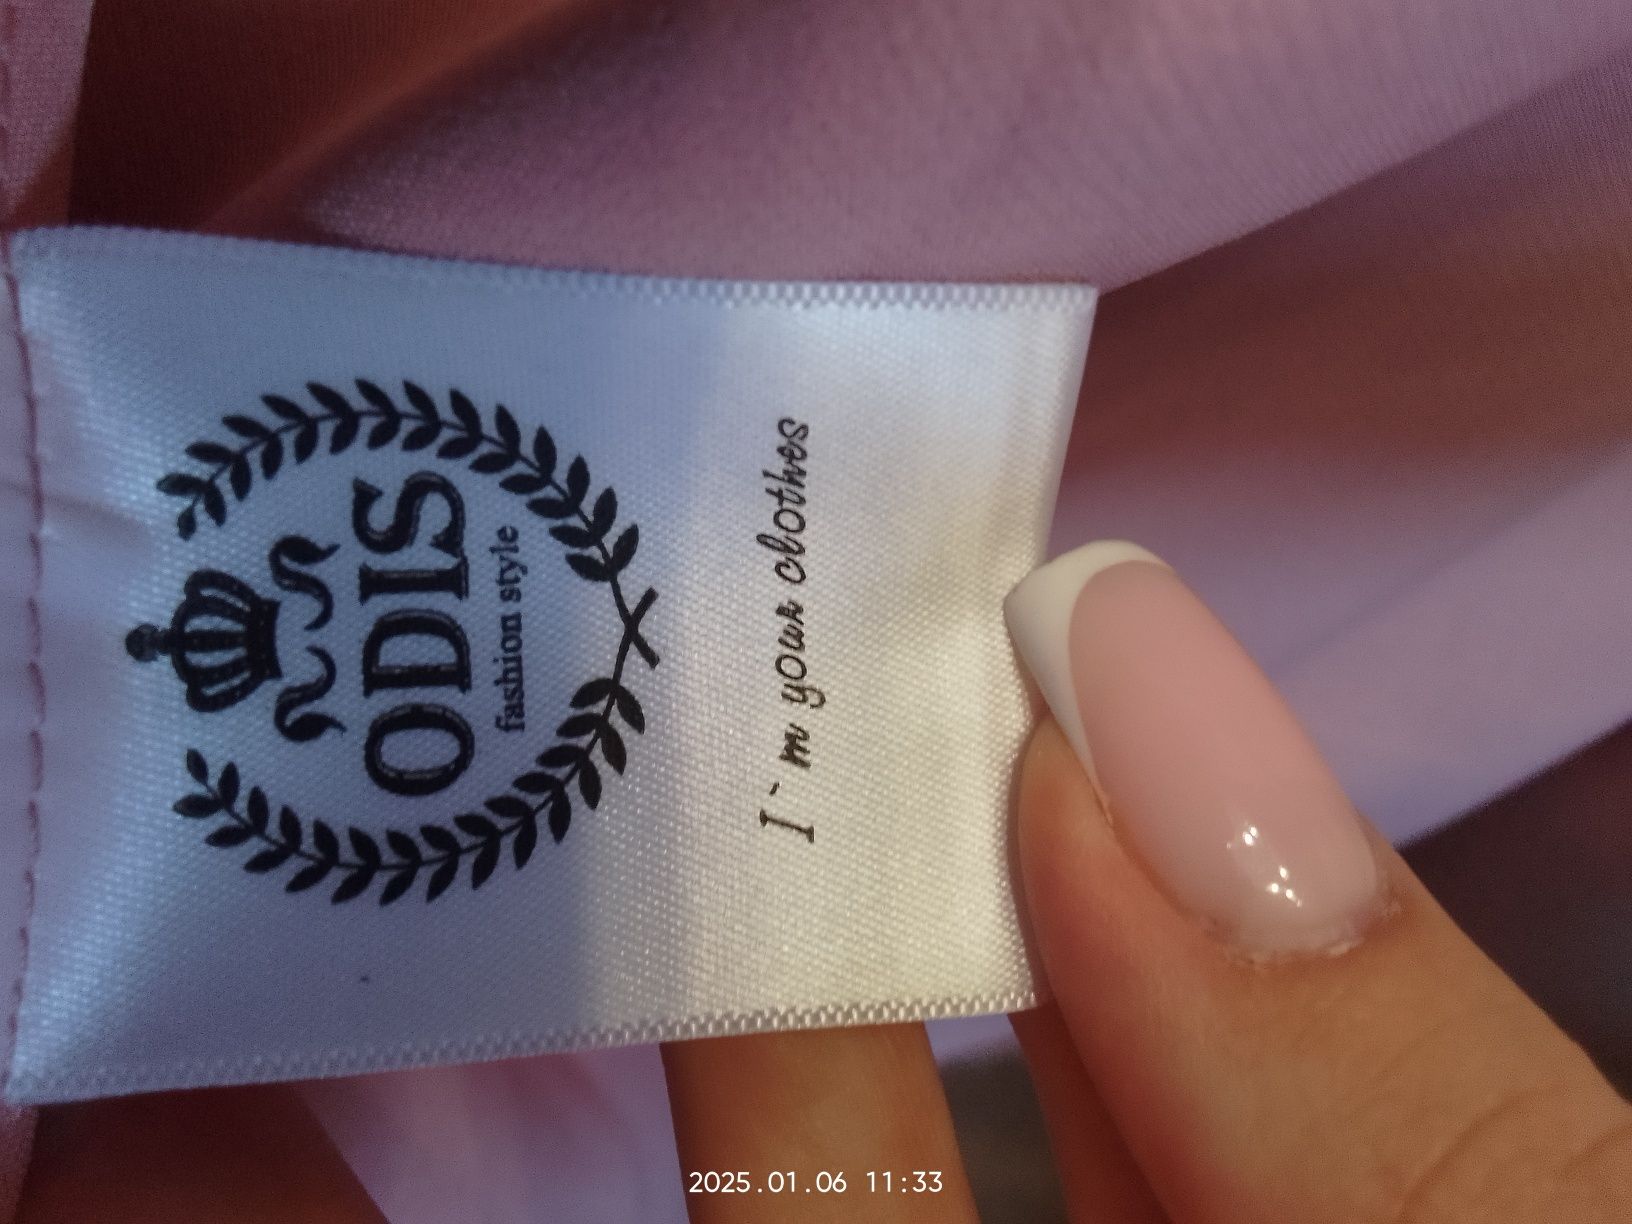 ODIS
fashion style
I`m your clothes
2025.01.06 11:33